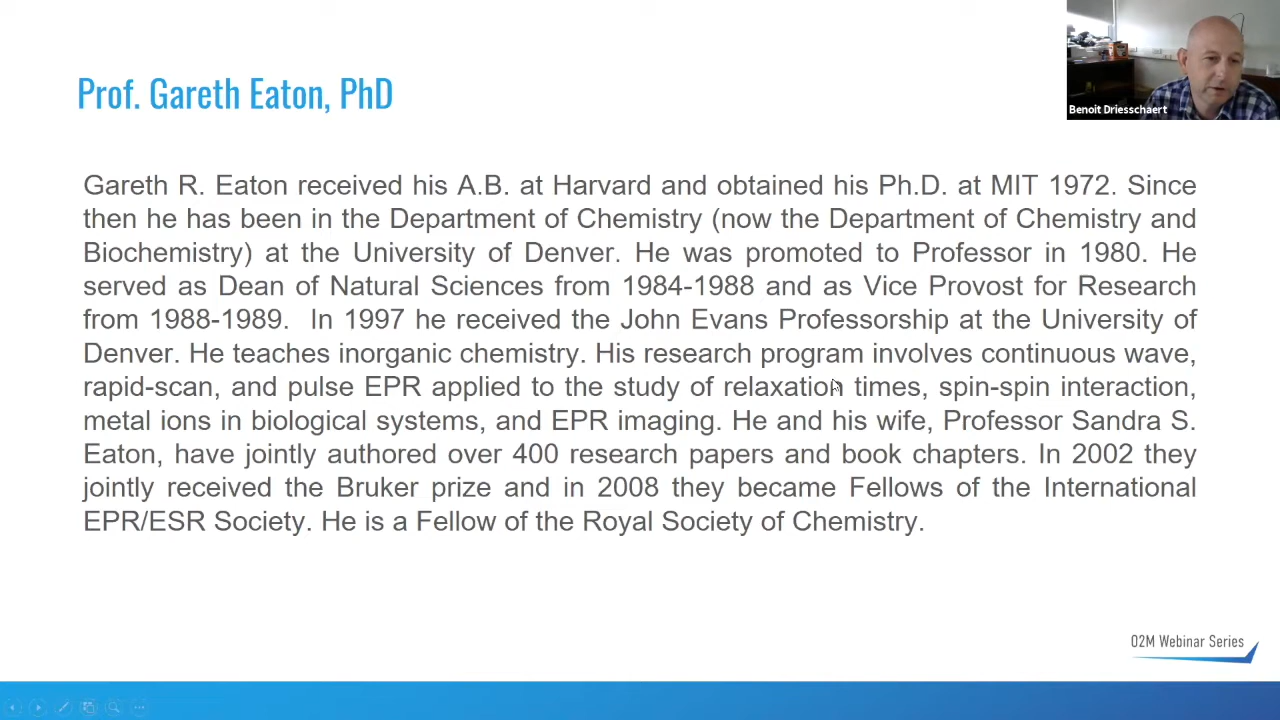 Prof. Gareth Eaton, PhD
Benoit Driesschaert
Gareth R. Eaton received his A.B. at Harvard and obtained his Ph.D. at MIT 1972. Since
then he has been in the Department of Chemistry (now the Department of Chemistry and
Biochemistry) at the University of Denver. He was promoted to Professor in 1980. He
served as Dean of Natural Sciences from 1984-1988 and as Vice Provost for Research
from 1988-1989. In 1997 he received the John Evans Professorship at the University of
Denver. He teaches inorganic chemistry. His research program involves continuous wave,
rapid-scan, and pulse EPR applied to the study of relaxation times, spin-spin interaction,
metal ions in biological systems, and EPR imaging. He and his wife, Professor Sandra S.
Eaton, have jointly authored over 400 research papers and book chapters. In 2002 they
jointly received the Bruker prize and in 2008 they became Fellows of the International
EPR/ESR Society. He is a Fellow of the Royal Society of Chemistry.
O2M Webinar Series